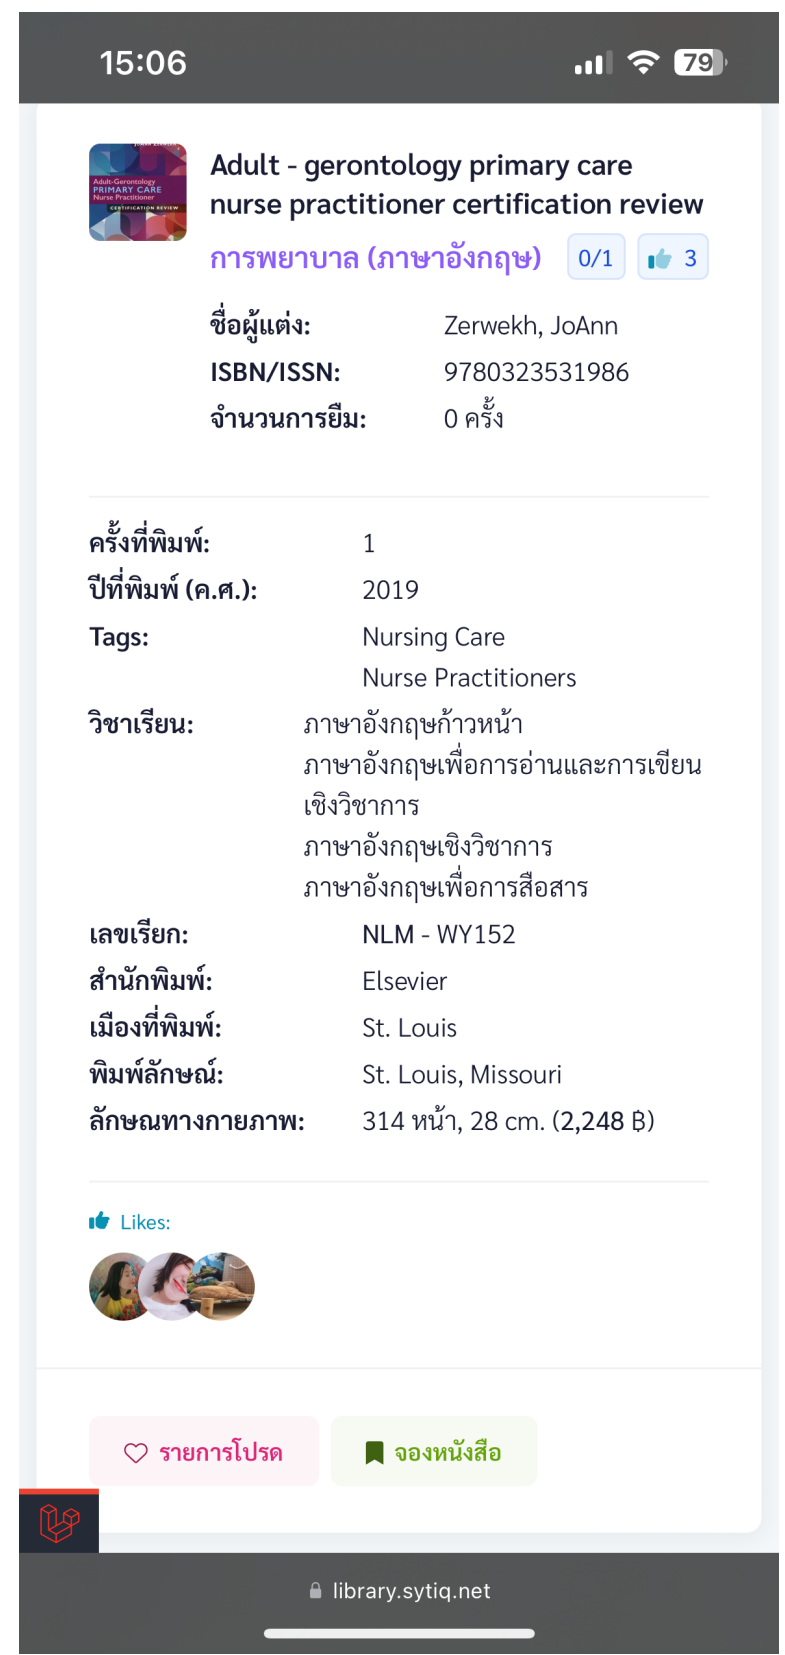 15:06
79
Adult-Gerontology
PRIMARY CARE
Nurse Practitioner
CERTIFICATION REVIEW
Adult - gerontology primary care
nurse practitioner certification review
การพยาบาล (ภาษาอังกฤษ) 0/1 3
ชื่อผู้แต่ง: Zerwekh, JoAnn
ISBN/ISSN: 9780323531986
จำนวนการยืม: 0 ครั้ง
ครั้งที่พิมพ์: 1
ปีที่พิมพ์ (ค.ศ.): 2019
Tags: Nursing Care
Nurse Practitioners
วิชาเรียน: ภาษาอังกฤษก้าวหน้า
ภาษาอังกฤษเพื่อการอ่านและการเขียน
เชิงวิชาการ
ภาษาอังกฤษเชิงวิชาการ
ภาษาอังกฤษเพื่อการสือสาร
เลขเรียก: NLM - WY152
สำนักพิมพ์: Elsevier
เมืองที่พิมพ์: St. Louis
พิมพ์ลักษณ์: St. Louis, Missouri
ลักษณทางกายภาพ: 314 หน้า, 28 cm. (2,248 ฿)
Likes:
รายการโปรด จองหนังสือ
library.sytiq.net